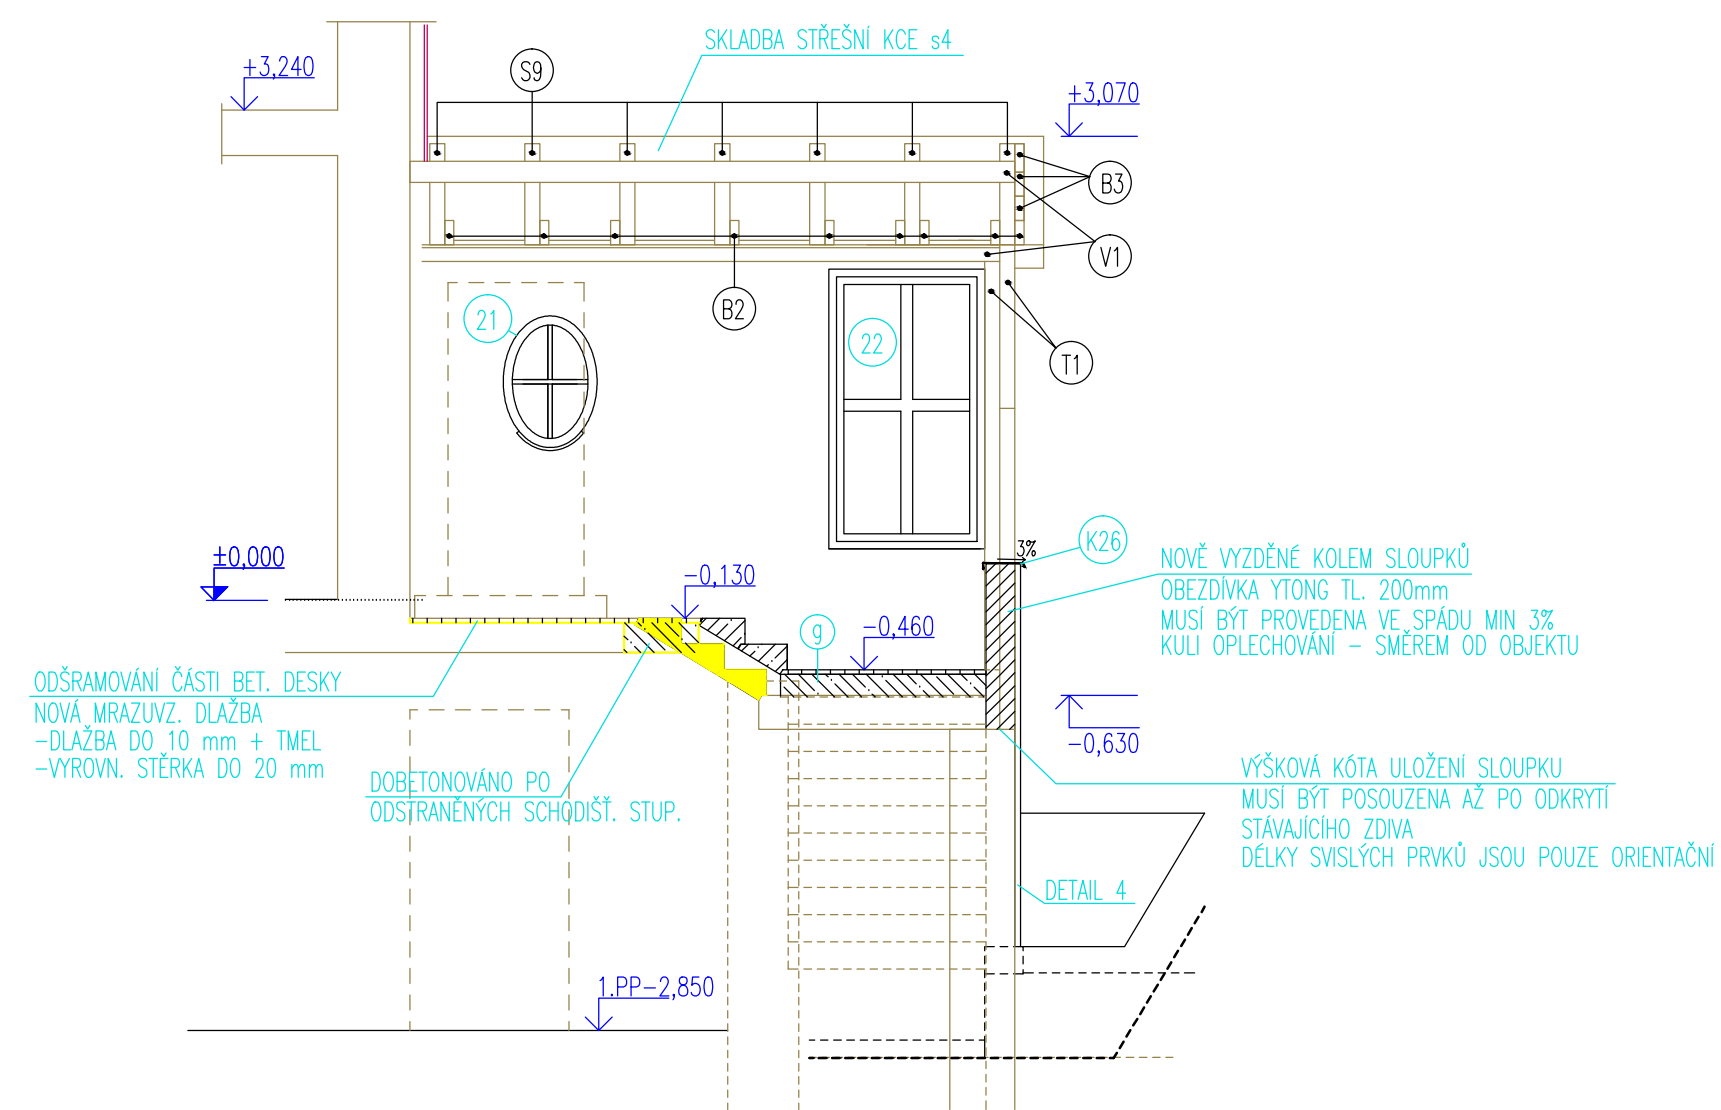 SKLADBA STŘEŠNÍ KCE s4
+3,240
S9
+3,070
B3
V1
B2
21
22
T1
K26
3%
±0,000
-0,130
g
-0,460
NOVĚ VYZDĚNÉ KOLEM SLOUPKŮ
OBEZDÍVKA YTONG TL. 200mm
MUSÍ BÝT PROVEDENA VE SPÁDU MIN 3%
KULI OPLECHOVÁNÍ - SMĚREM OD OBJEKTU
ODŠRAMOVÁNÍ ČÁSTI BET. DESKY
NOVÁ MRAZUVZ. DLAŽBA
-DLAŽBA DO 10 mm + TMEL
-VYROVN. STĚRKA DO 20 mm
DOBETONOVÁNO PO
ODSTRANĚNÝCH SCHODIŠŤ. STUP.
-0,630
VÝŠKOVÁ KÓTA ULOŽENÍ SLOUPKU
MUSÍ BÝT POSOUZENA AŽ PO ODKRYTÍ
STÁVAJÍCÍHO ZDIVA
DÉLKY SVISLÝCH PRVKŮ JSOU POUZE ORIENTAČNÍ
DETAIL 4
1.PP-2,850